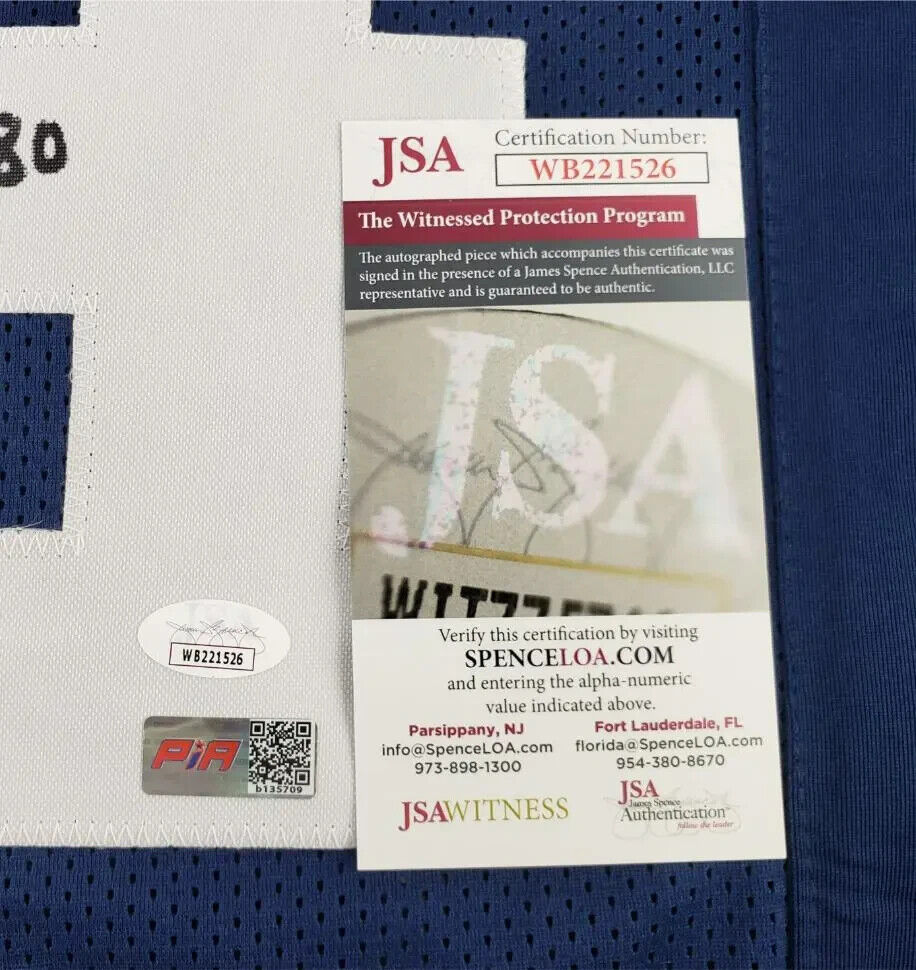 80
JSA
Certification Number:
WB221526
The Witnessed Protection Program
The autographed piece which accompanies this certificate was
signed in the presence of a James Spence Authentication, LLC
representative and is guaranteed to be authentic.
JSA
Verify this certification by visiting
SPENCELOA.COM
and entering the alpha-numeric
value indicated above.
Parsippany, NJ
info@SpenceLOA.com
973-898-1300
Fort Lauderdale, FL
florida@SpenceLOA.com
954-380-8670
JSAWITNESS
JSA
James Spence
Authentication
follow the leader
WB221526
PIA
b135709